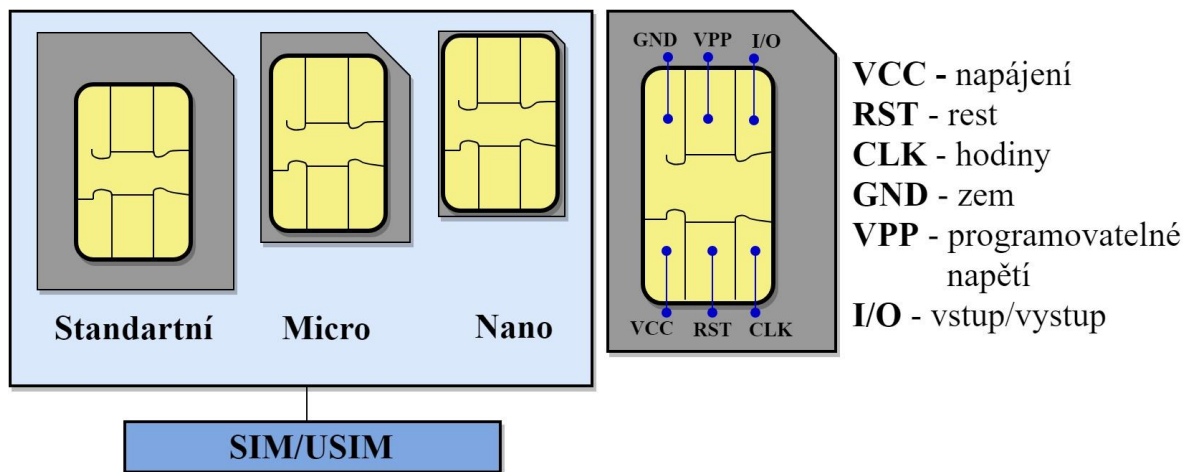 Standartní
Micro
Nano
SIM/USIM
GND VPP I/O
VCC RST CLK
VCC - napájení
RST - rest
CLK - hodiny
GND - zem
VPP - programovatelné
napětí
I/O - vstup/vystup